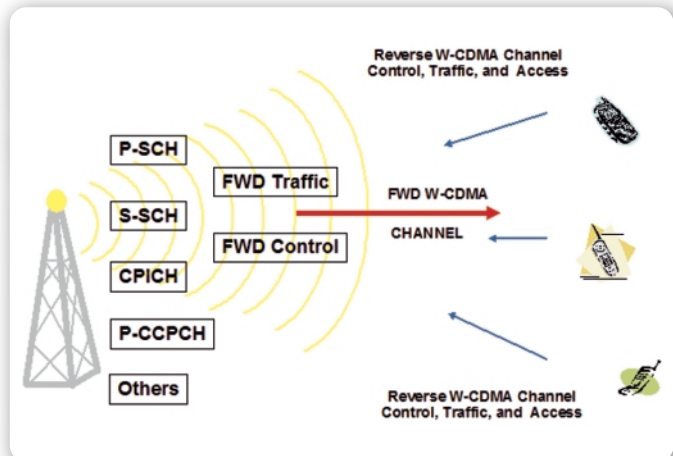 Reverse W-CDMA Channel
Control, Traffic, and Access
P-SCH
FWD Traffic
S-SCH
FWD W-CDMA
FWD Control
CHANNEL
CPICH
P-CCPCH
Others
Reverse W-CDMA Channel
Control, Traffic, and Access